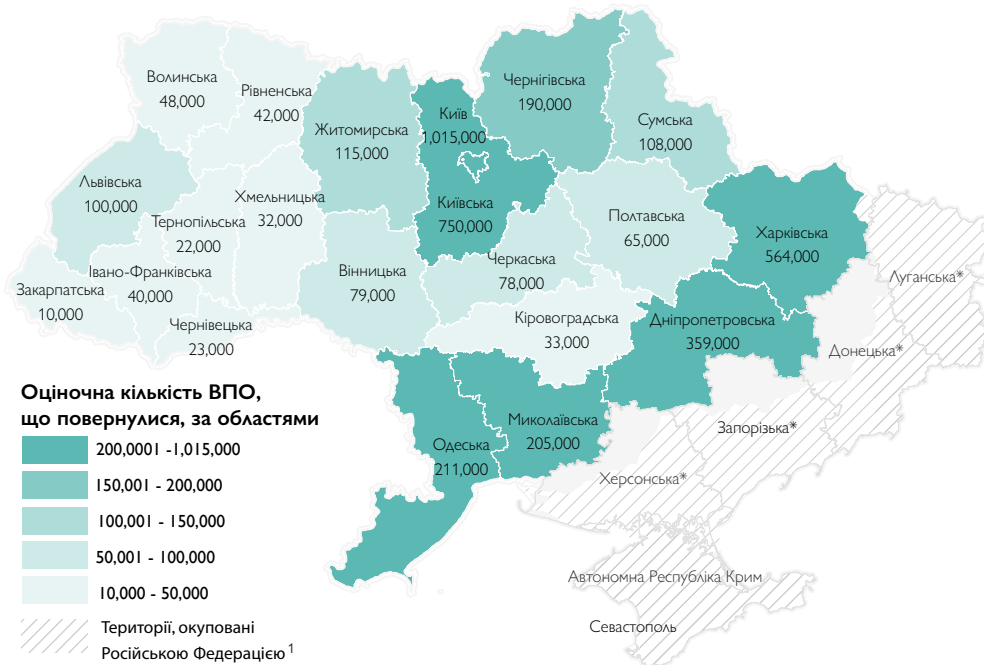 Волинська
48,000
Рівненська
42,000
Житомирська
115,000
Київ
1,015,000
Чернігівська
190,000
Сумська
108,000
Львівська
100,000
Тернопільська
22,000
Хмельницька
32,000
Київська
750,000
Полтавська
65,000
Харківська
564,000
Луганська*
Івано-Франківська
40,000
Закарпатська
10,000
Чернівецька
23,000
Вінницька
79,000
Черкаська
78,000
Кіровоградська
33,000
Дніпропетровська
359,000
Донецька*
Миколаївська
205,000
Одеська
211,000
Запорізька*
Херсонська*
Автономна Республіка Крим
Севастополь
Оціночна кількість ВПО,
що повернулися, за областями
200,0001 -1,015,000
150,001 - 200,000
100,001 - 150,000
50,001 - 100,000
10,000 - 50,000
Території, окуповані
Російською Федерацією 1